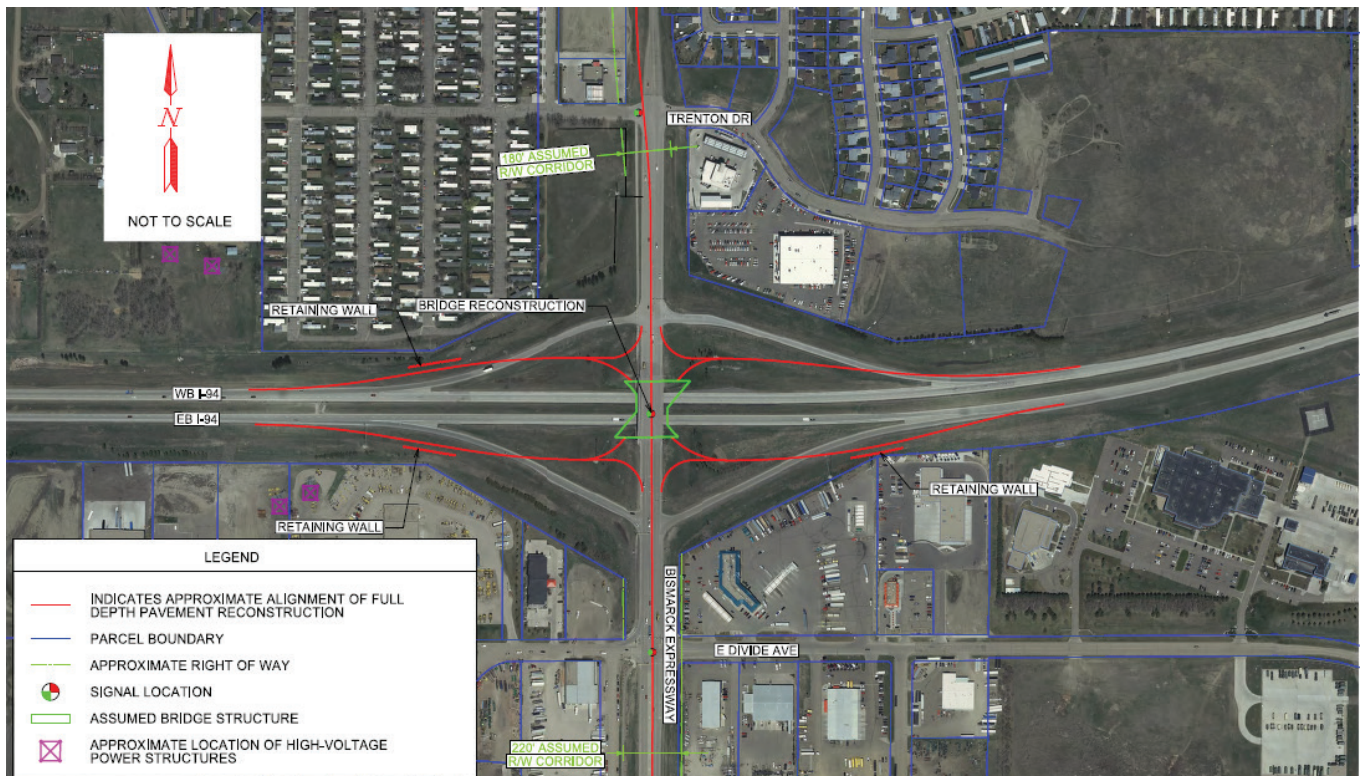 N
NOT TO SCALE
TRENTON DR
180' ASSUMED
R/W CORRIDOR
RETAINING WALL
BRIDGE RECONSTRUCTION
WB I-94
EB I-94
RETAINING WALL
RETAINING WALL
BISMARCK EXPRESSWAY
E DIVIDE AVE
220' ASSUMED
R/W CORRIDOR
LEGEND
INDICATES APPROXIMATE ALIGNMENT OF FULL
DEPTH PAVEMENT RECONSTRUCTION
PARCEL BOUNDARY
APPROXIMATE RIGHT OF WAY
SIGNAL LOCATION
ASSUMED BRIDGE STRUCTURE
APPROXIMATE LOCATION OF HIGH-VOLTAGE
POWER STRUCTURES